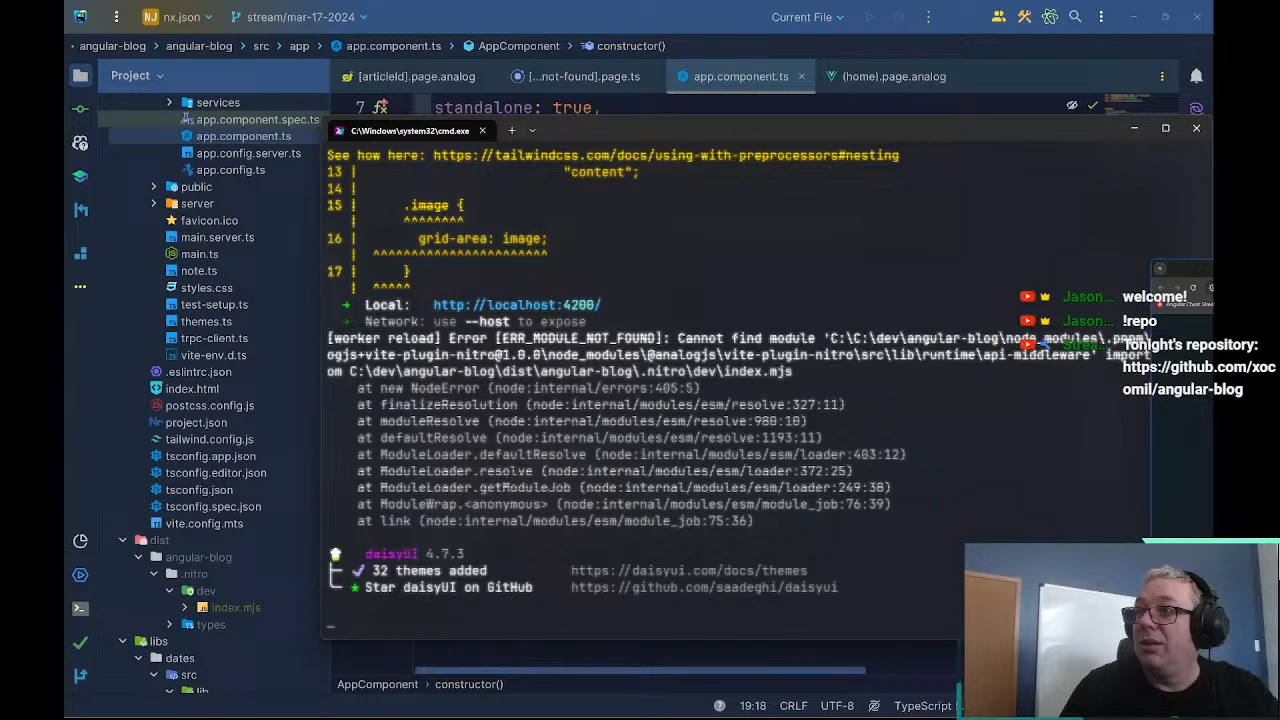 NJ nx.json stream/mar-17-2024 Current File
angular-blog angular-blog src app app.component.ts AppComponent constructor()
Project [articleId].page.analog [...not-found].page.ts app.component.ts (home).page.analog
services
app.component.spec.ts
app.component.ts
app.config.server.ts
app.config.ts
public
server
favicon.ico
main.server.ts
main.ts
note.ts
styles.css
test-setup.ts
themes.ts
trpc-client.ts
vite-env.d.ts
.eslintrc.json
index.html
postcss.config.js
project.json
tailwind.config.js
tsconfig.app.json
tsconfig.editor.json
tsconfig.json
tsconfig.spec.json
vite.config.mts
dist
angular-blog
.nitro
dev
index.mjs
types
libs
dates
src
lib
7 standalone: true,
C:\Windows\system32\cmd.exe
See how here: https://tailwindcss.com/docs/using-with-preprocessors#nesting
13 | "content";
14 |
15 | .image {
| ^^^^^^^^
16 | grid-area: image;
| ^^^^^^^^^^^^^^^^^^^^^^^
17 | }
| ^^^^^
➜ Local: http://localhost:4200/
➜ Network: use --host to expose
[worker reload] Error [ERR_MODULE_NOT_FOUND]: Cannot find module 'C:\C:\dev\angular-blog\node_modules\.pnpm
ogjs+vite-plugin-nitro@1.0.0\node_modules\@analogjs\vite-plugin-nitro\src\lib\runtime\api-middleware' import
om C:\dev\angular-blog\dist\angular-blog\.nitro\dev\index.mjs
at new NodeError (node:internal/errors:405:5)
at finalizeResolution (node:internal/modules/esm/resolve:327:11)
at moduleResolve (node:internal/modules/esm/resolve:980:10)
at defaultResolve (node:internal/modules/esm/resolve:1193:11)
at ModuleLoader.defaultResolve (node:internal/modules/esm/loader:403:12)
at ModuleLoader.resolve (node:internal/modules/esm/loader:372:25)
at ModuleLoader.getModuleJob (node:internal/modules/esm/loader:249:38)
at ModuleWrap.<anonymous> (node:internal/modules/esm/module_job:76:39)
at link (node:internal/modules/esm/module_job:75:36)
daisyUI 4.7.3
✔ 32 themes added https://daisyui.com/docs/themes
★ Star daisyUI on GitHub https://github.com/saadeghi/daisyui
Jason... welcome!
Jason... !repo
Tonight's repository:
https://github.com/xoc
omil/angular-blog
Angular Cheat Shee
AppComponent constructor()
19:18 CRLF UTF-8 TypeScript